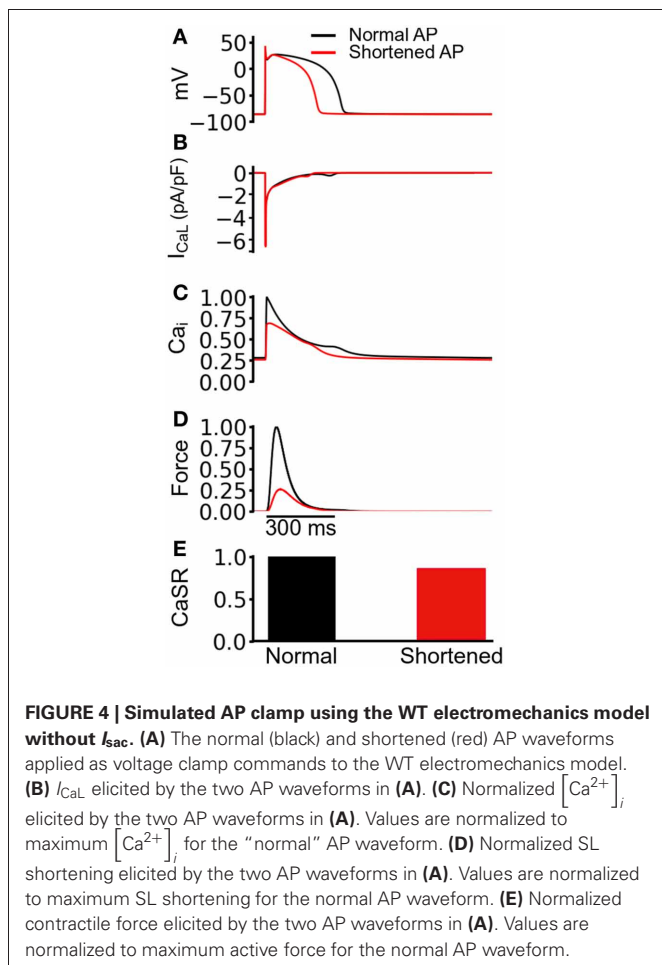 A
Normal AP
Shortened AP
50
0
−50
−100
mV
B
0
−2
−4
−6
I_CaL (pA/pF)
C
1.00
0.75
0.50
0.25
0.00
Ca_i
D
1.00
0.75
0.50
0.25
0.00
Force
300 ms
E
1.0
0.5
0.0
CaSR
Normal Shortened
FIGURE 4 | Simulated AP clamp using the WT electromechanics model
without I_sac. (A) The normal (black) and shortened (red) AP waveforms
applied as voltage clamp commands to the WT electromechanics model.
(B) I_CaL elicited by the two AP waveforms in (A). (C) Normalized [Ca²⁺]_i
elicited by the two AP waveforms in (A). Values are normalized to
maximum [Ca²⁺]_i for the “normal” AP waveform. (D) Normalized SL
shortening elicited by the two AP waveforms in (A). Values are normalized
to maximum SL shortening for the normal AP waveform. (E) Normalized
contractile force elicited by the two AP waveforms in (A). Values are
normalized to maximum active force for the normal AP waveform.